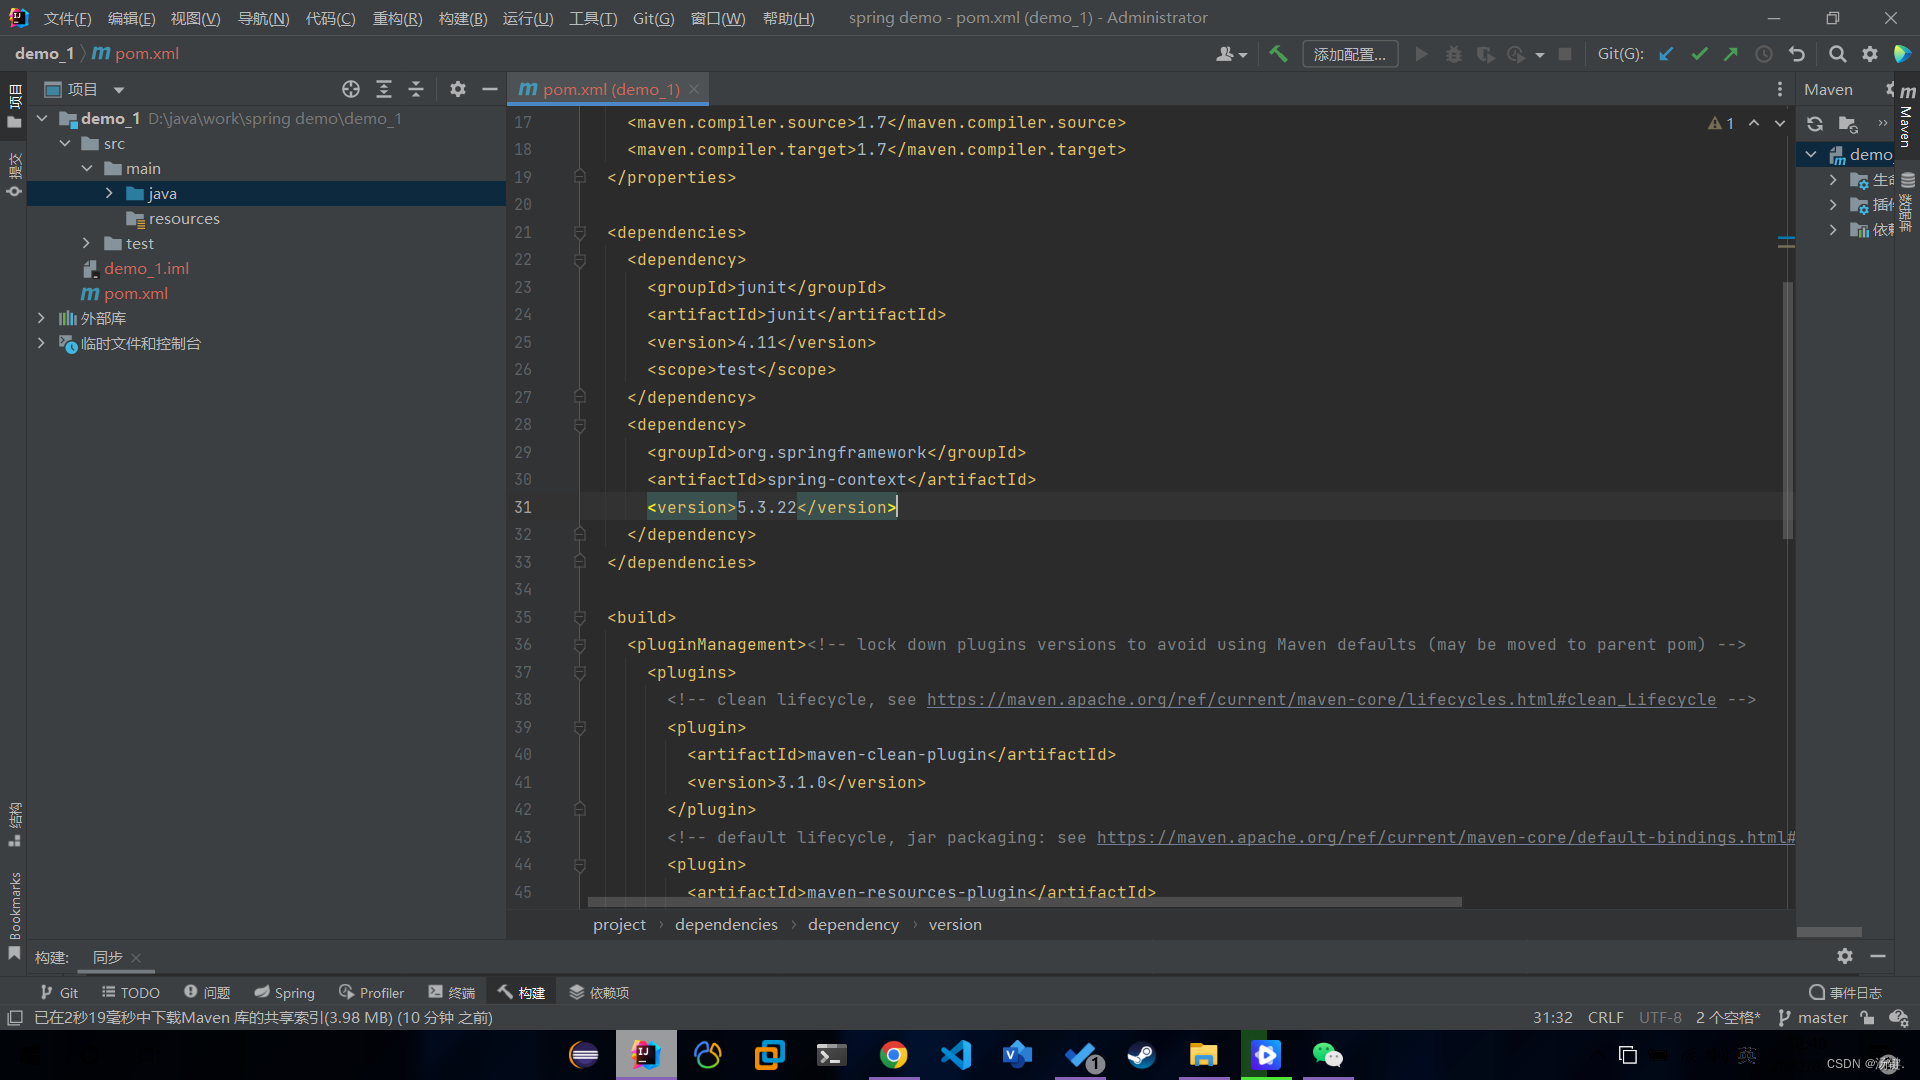 文件(F) 编辑(E) 视图(V) 导航(N) 代码(C) 重构(R) 构建(B) 运行(U) 工具(T) Git(G) 窗口(W) 帮助(H) spring demo - pom.xml (demo_1) - Administrator
demo_1 pom.xml 添加配置... Git(G):
项目
pom.xml (demo_1)
Maven
demo_1 D:\java\work\spring demo\demo_1
src
main
java
resources
test
demo_1.iml
pom.xml
外部库
临时文件和控制台
项目
提交
结构
Bookmarks
17 <maven.compiler.source>1.7</maven.compiler.source>
18 <maven.compiler.target>1.7</maven.compiler.target>
19 </properties>
20
21 <dependencies>
22 <dependency>
23 <groupId>junit</groupId>
24 <artifactId>junit</artifactId>
25 <version>4.11</version>
26 <scope>test</scope>
27 </dependency>
28 <dependency>
29 <groupId>org.springframework</groupId>
30 <artifactId>spring-context</artifactId>
31 <version>5.3.22</version>
32 </dependency>
33 </dependencies>
34
35 <build>
36 <pluginManagement><!-- lock down plugins versions to avoid using Maven defaults (may be moved to parent pom) -->
37 <plugins>
38 <!-- clean lifecycle, see https://maven.apache.org/ref/current/maven-core/lifecycles.html#clean_Lifecycle -->
39 <plugin>
40 <artifactId>maven-clean-plugin</artifactId>
41 <version>3.1.0</version>
42 </plugin>
43 <!-- default lifecycle, jar packaging: see https://maven.apache.org/ref/current/maven-core/default-bindings.html#
44 <plugin>
45 <artifactId>maven-resources-plugin</artifactId>
1
demo_
生命
插件
依赖
Maven
数据库
project › dependencies › dependency › version
构建: 同步
Git TODO 问题 Spring Profiler 终端 构建 依赖项 事件日志
已在2秒19毫秒中下载Maven 库的共享索引(3.98 MB) (10 分钟 之前) 31:32 CRLF UTF-8 2 个空格* master
1
英